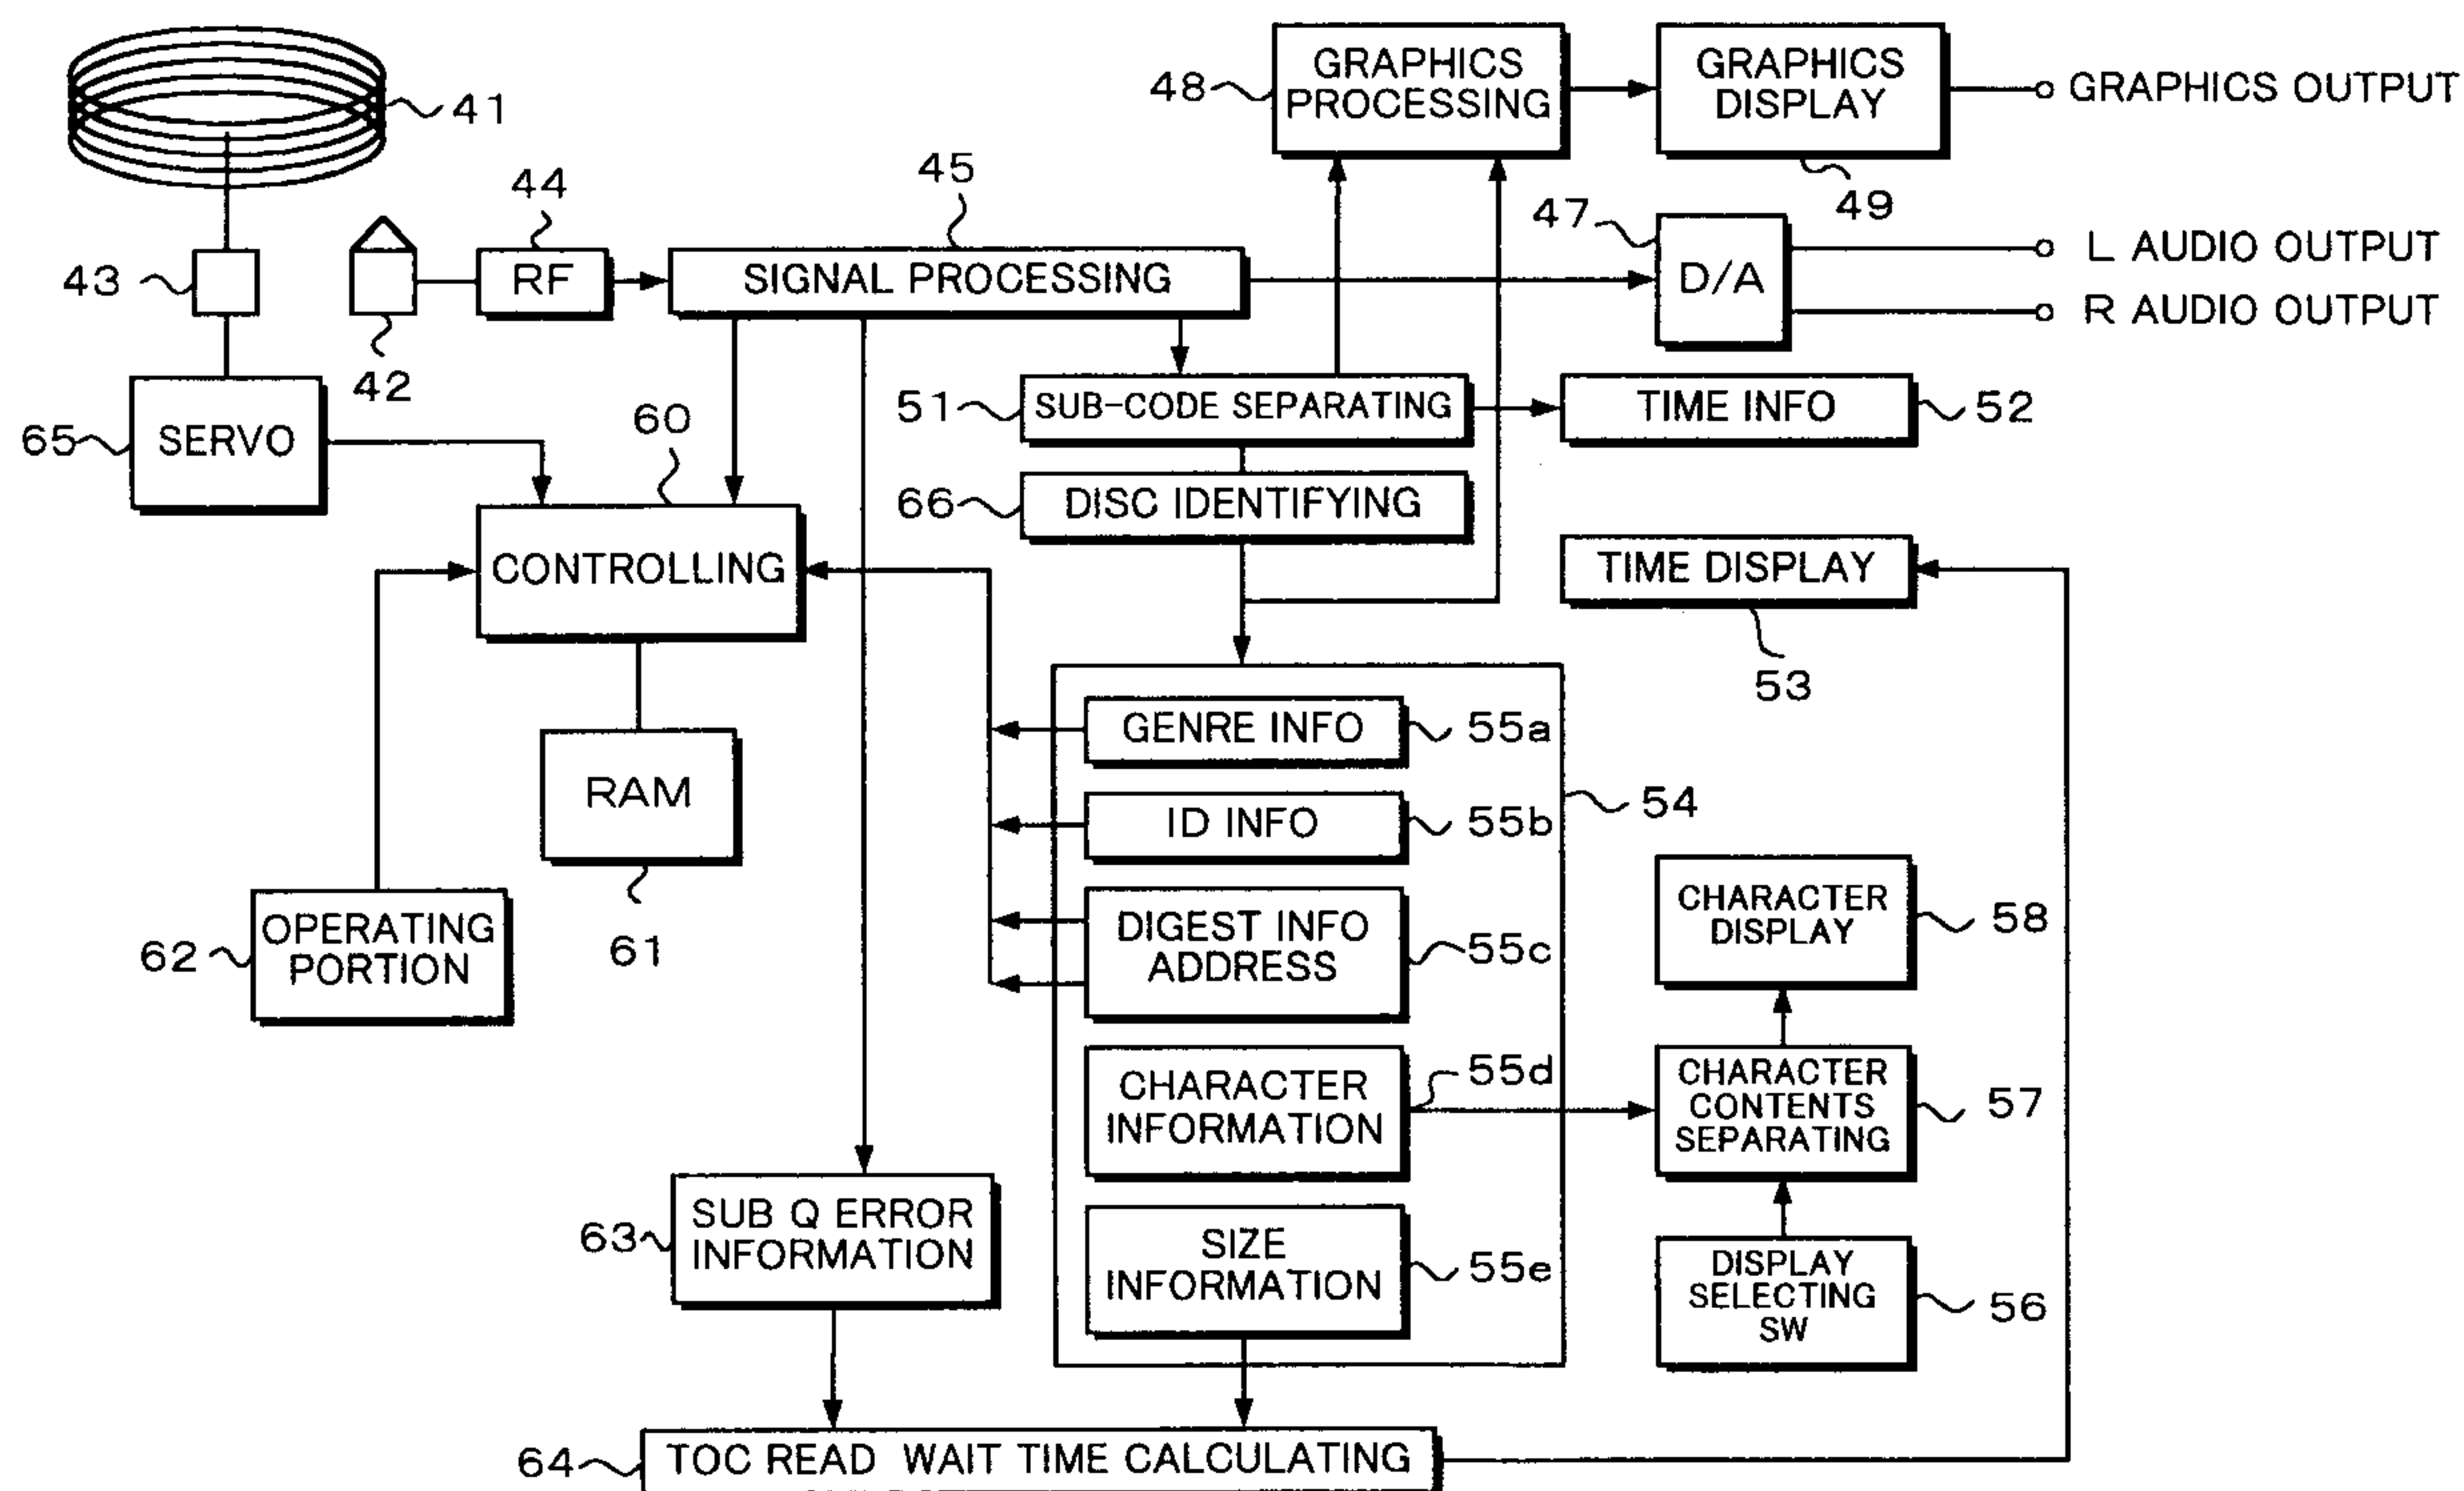 41
43
42
44
RF
45
SIGNAL PROCESSING
48
GRAPHICS
PROCESSING
GRAPHICS
DISPLAY
49
GRAPHICS OUTPUT
47
D/A
L AUDIO OUTPUT
R AUDIO OUTPUT
65
SERVO
60
CONTROLLING
51
SUB-CODE SEPARATING
TIME INFO
52
66
DISC IDENTIFYING
TIME DISPLAY
53
RAM
61
62
OPERATING
PORTION
GENRE INFO
55a
ID INFO
55b
54
DIGEST INFO
ADDRESS
55c
CHARACTER
INFORMATION
55d
SIZE
INFORMATION
55e
CHARACTER
DISPLAY
58
CHARACTER
CONTENTS
SEPARATING
57
DISPLAY
SELECTING
SW
56
63
SUB Q ERROR
INFORMATION
64
TOC READ WAIT TIME CALCULATING